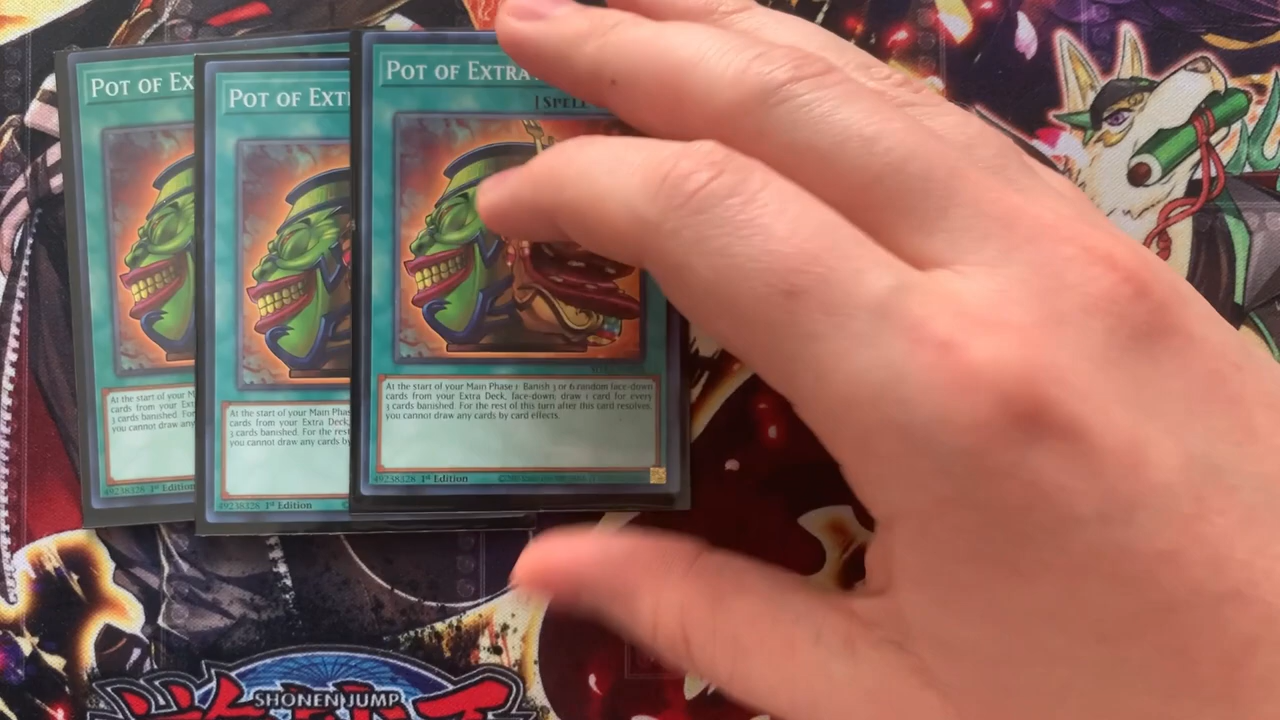 POT OF EX
POT OF EXTR
POT OF EXTRA
[SPELL
At the start of your M
cards from your Ext
3 cards banished. For
you cannot draw any
49238328 1st Edition
At the start of your Main Phas
cards from your Extra Deck,
3 cards banished. For the rest
you cannot draw any cards by
49238328 1st Edition
At the start of your Main Phase 1: Banish 3 or 6 random face-down
cards from your Extra Deck, face-down; draw 1 card for every
3 cards banished. For the rest of this turn after this card resolves,
you cannot draw any cards by card effects.
49238328 1st Edition
SHONEN JUMP